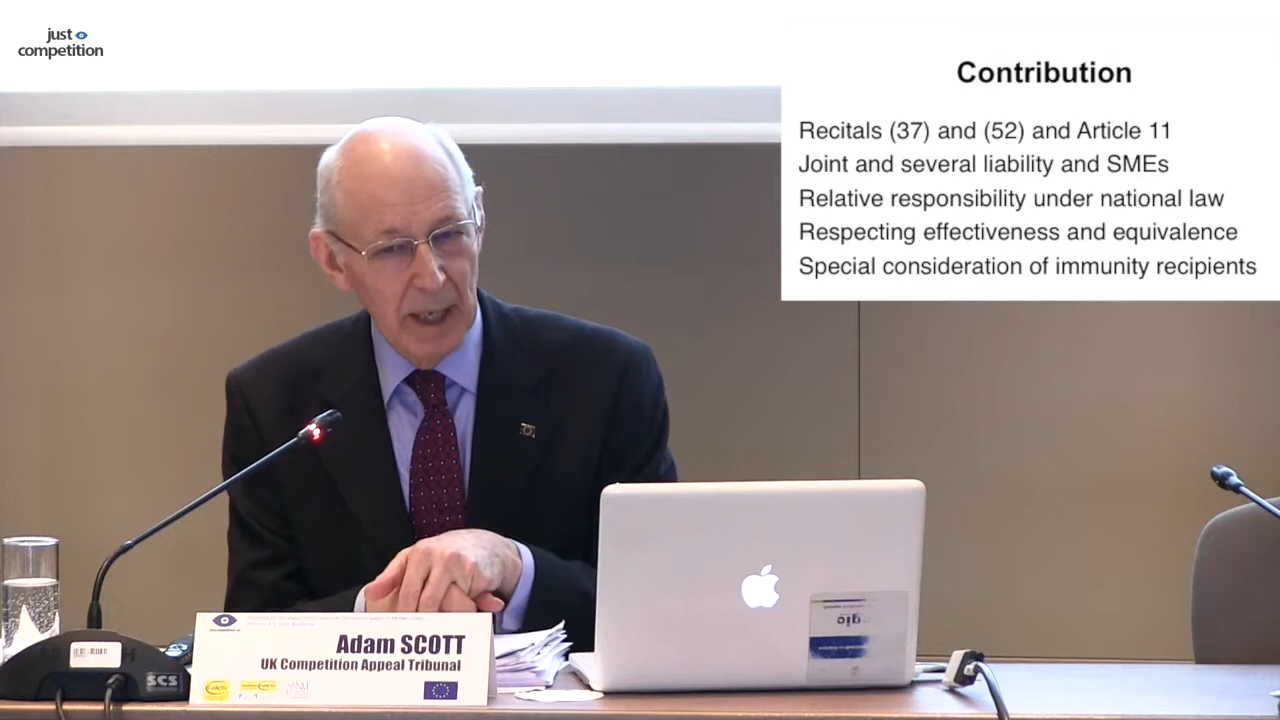 just
competition
Contribution
Recitals (37) and (52) and Article 11
Joint and several liability and SMEs
Relative responsibility under national law
Respecting effectiveness and equivalence
Special consideration of immunity recipients
Adam SCOTT
UK Competition Appeal Tribunal
SCS